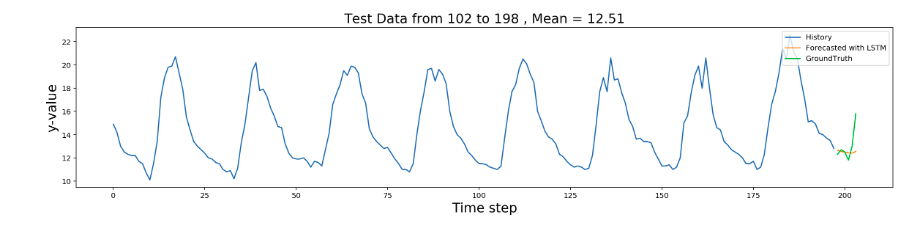 Test Data from 102 to 198 , Mean = 12.51
History
Forecasted with LSTM
GroundTruth
y-value
22
20
18
16
14
12
10
0
25
50
75
100
125
150
175
200
Time step